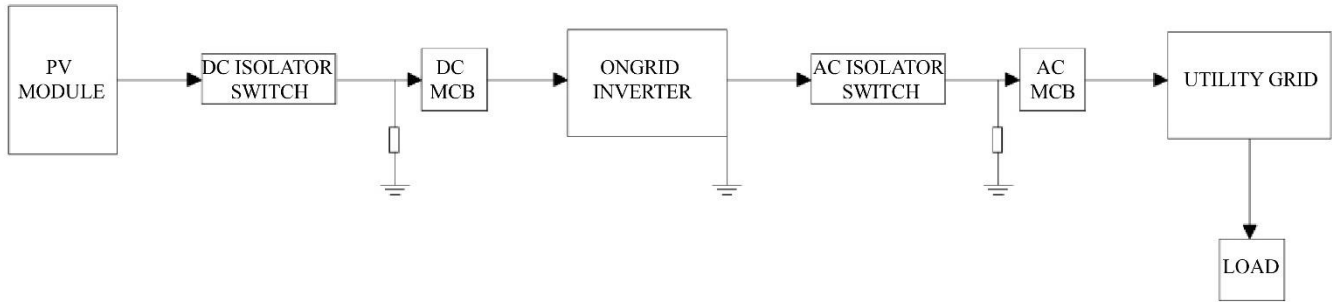 PV
MODULE
DC ISOLATOR
SWITCH
DC
MCB
ONGRID
INVERTER
AC ISOLATOR
SWITCH
AC
MCB
UTILITY GRID
LOAD